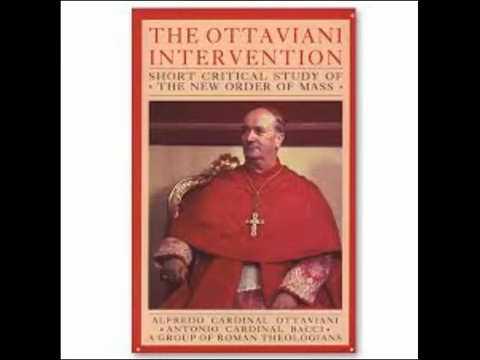 THE OTTAVIANI
INTERVENTION
SHORT CRITICAL STUDY OF
• THE NEW ORDER OF MASS •
ALFREDO CARDINAL OTTAVIANI
• ANTONIO CARDINAL BACCI •
A GROUP OF ROMAN THEOLOGIANS